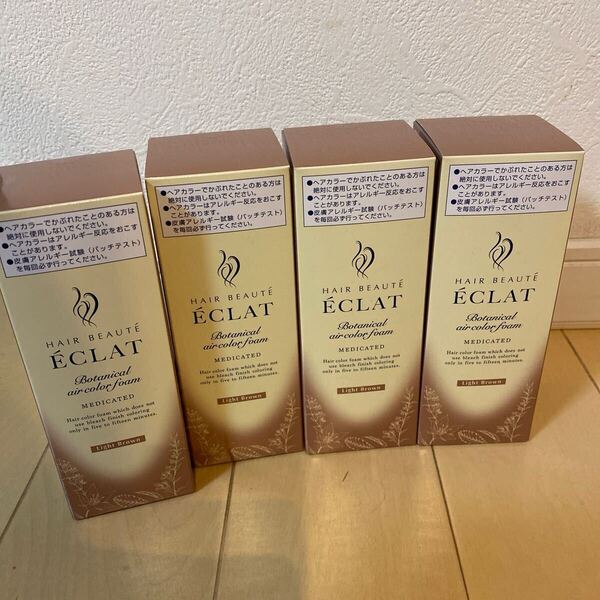 ●ヘアカラーでかぶれたことのある方は
絶対に使用しないでください。
●ヘアカラーはアレルギー反応をおこす
ことがあります。
●皮膚アレルギー試験（パッチテスト）
を毎回必ず行ってください。
HAIR BEAUTÉ
ÉCLAT
Botanical
air color foam
MEDICATED
Hair color foam which does not
use bleach finish coloring
only in five to fifteen minutes.
Light Brown
●ヘアカラーでかぶれたことのある方は
絶対に使用しないでください。
●ヘアカラーはアレルギー反応をおこす
ことがあります。
●皮膚アレルギー試験（パッチテスト）
を毎回必ず行ってください。
HAIR BEAUTÉ
ÉCLAT
Botanical
air color foam
MEDICATED
Hair color foam which does not
use bleach finish coloring
only in five to fifteen minutes.
Light Brown
●ヘアカラーでかぶれたことのある方は
絶対に使用しないでください。
●ヘアカラーはアレルギー反応をおこす
ことがあります。
●皮膚アレルギー試験（パッチテスト）
を毎回必ず行ってください。
HAIR BEAUTÉ
ÉCLAT
Botanical
air color foam
MEDICATED
Hair color foam which does not
use bleach finish coloring
only in five to fifteen minutes.
Light Brown
●ヘアカラーでかぶれたことのある方は
絶対に使用しないでください。
●ヘアカラーはアレルギー反応をおこす
ことがあります。
●皮膚アレルギー試験（パッチテスト）
を毎回必ず行ってください。
HAIR BEAUTÉ
ÉCLAT
Botanical
air color foam
MEDICATED
Hair color foam which does not
use bleach finish coloring
only in five to fifteen minutes.
Light Brown